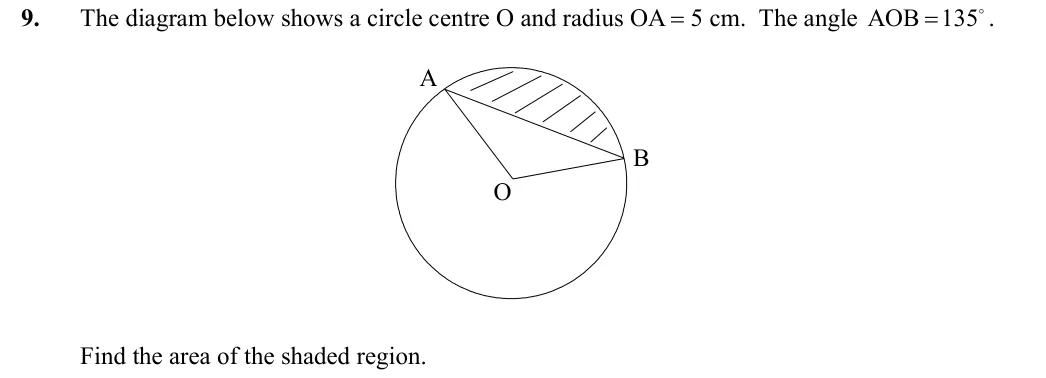 9. The diagram below shows a circle centre O and radius OA = 5 cm. The angle AOB = 135°.
A
B
O
Find the area of the shaded region.